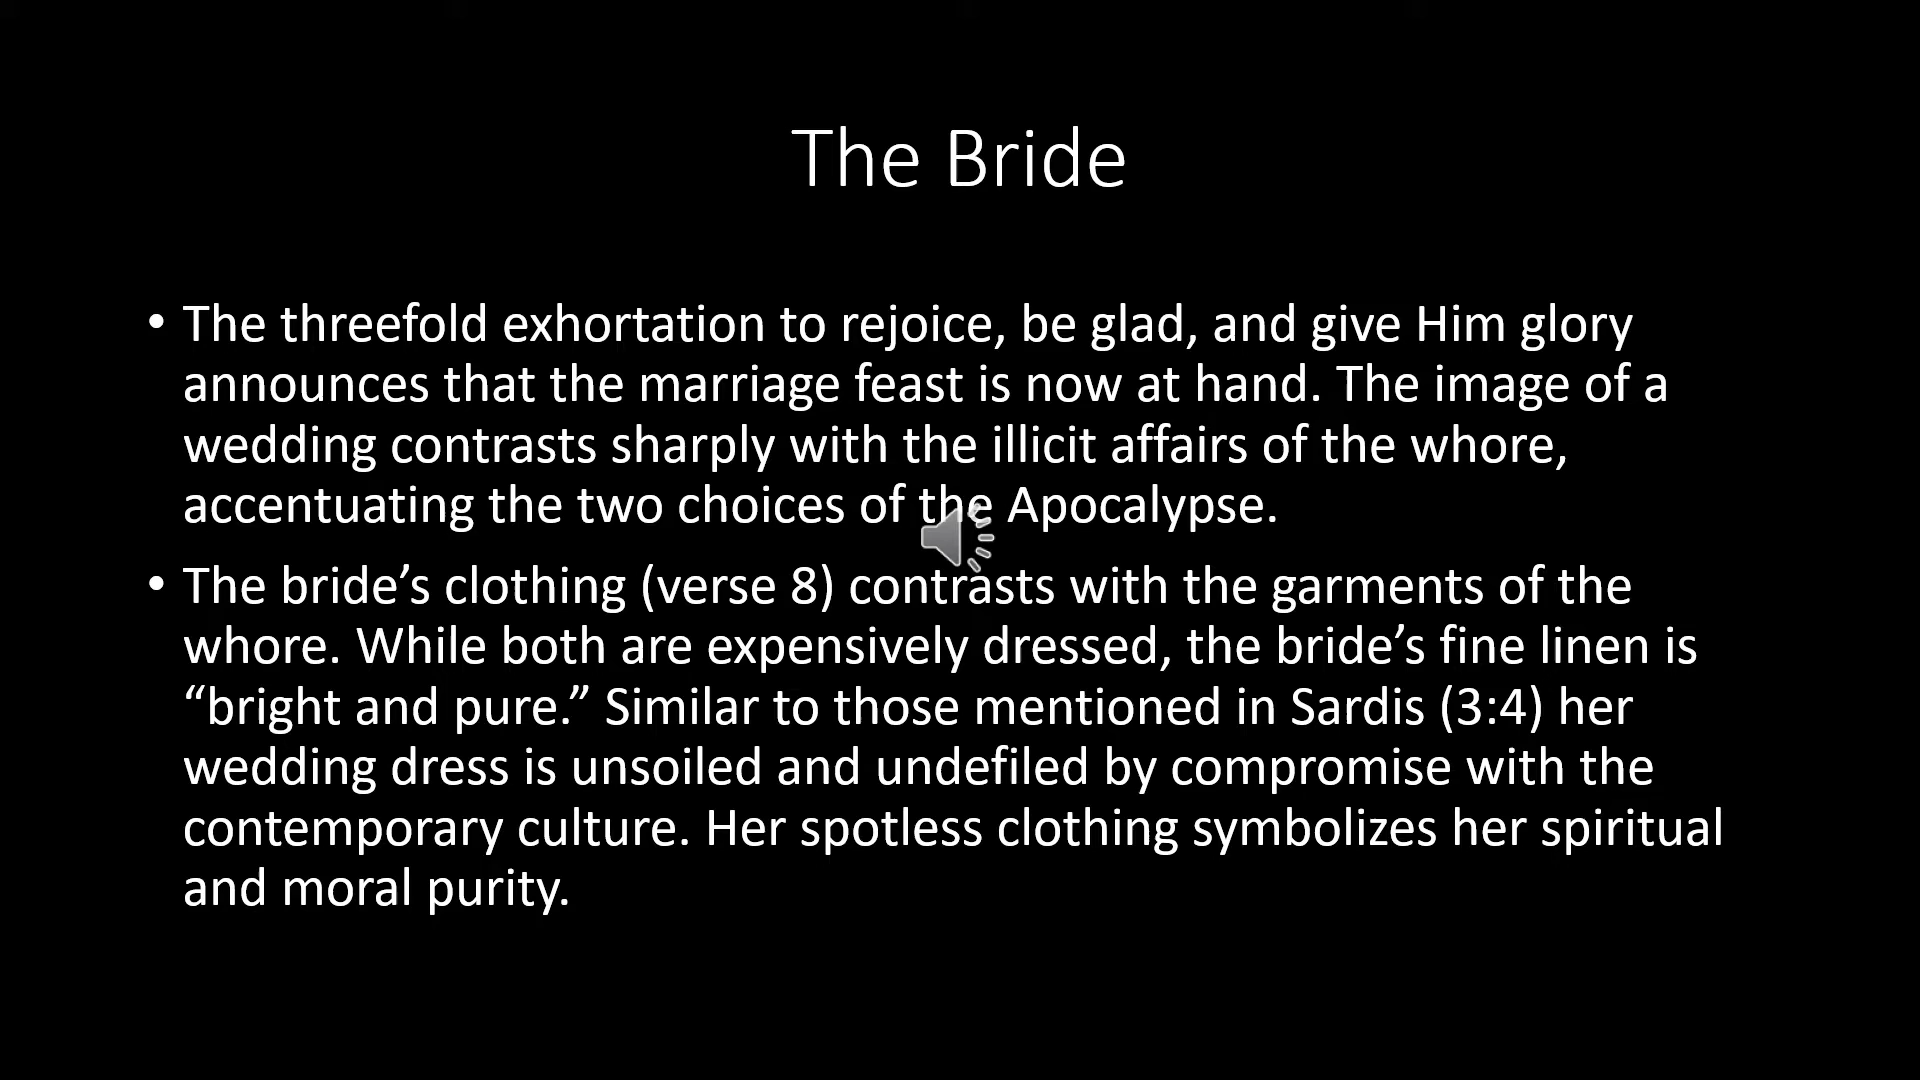 The Bride
• The threefold exhortation to rejoice, be glad, and give Him glory
announces that the marriage feast is now at hand. The image of a
wedding contrasts sharply with the illicit affairs of the whore,
accentuating the two choices of the Apocalypse.
• The bride’s clothing (verse 8) contrasts with the garments of the
whore. While both are expensively dressed, the bride’s fine linen is
“bright and pure.” Similar to those mentioned in Sardis (3:4) her
wedding dress is unsoiled and undefiled by compromise with the
contemporary culture. Her spotless clothing symbolizes her spiritual
and moral purity.